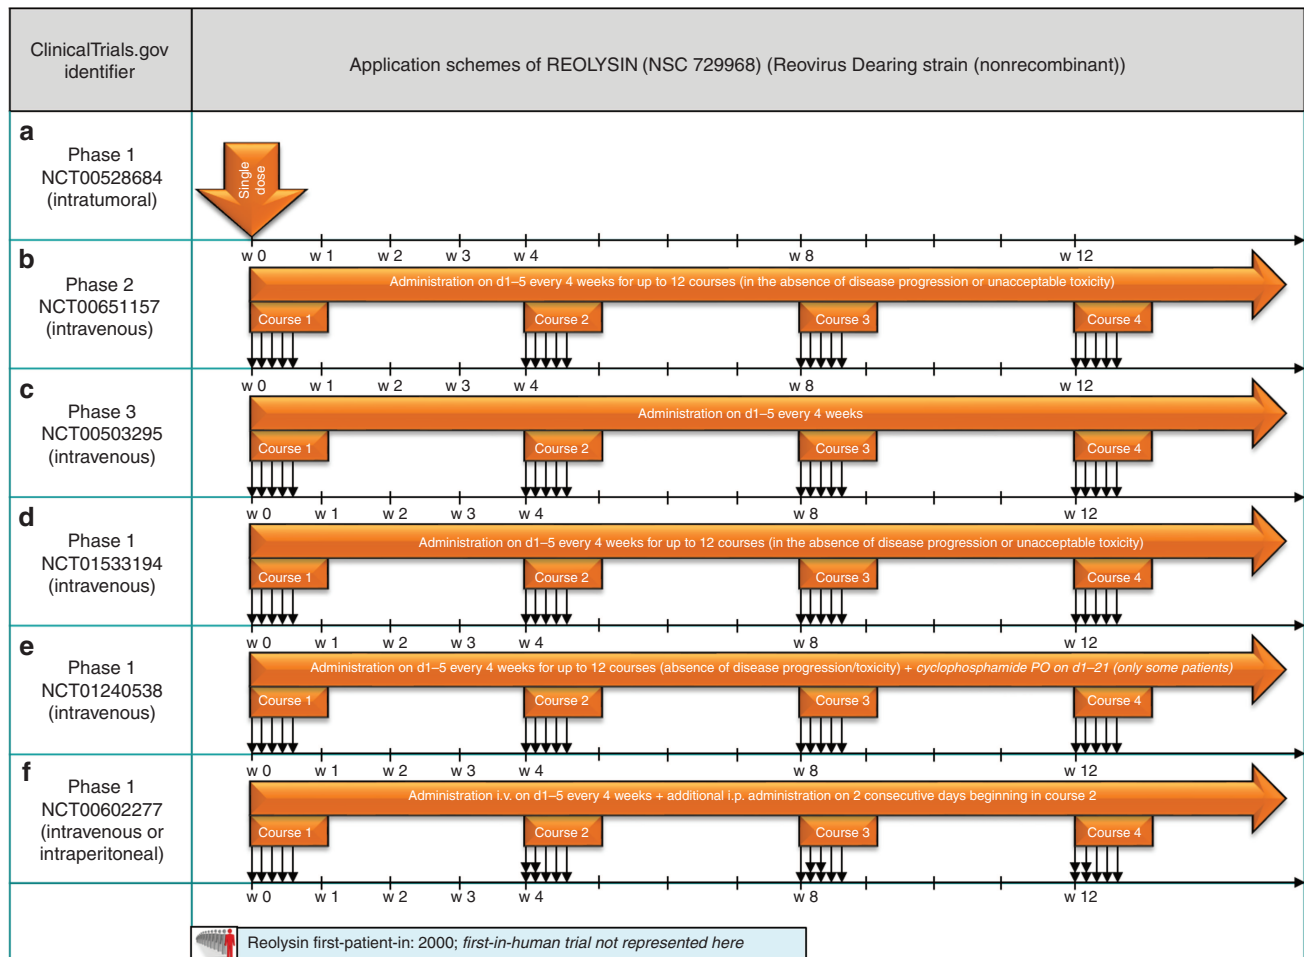 ClinicalTrials.gov
identifier
Application schemes of REOLYSIN (NSC 729968) (Reovirus Dearing strain (nonrecombinant))
a
Phase 1
NCT00528684
(intratumoral)
Single
dose
w 0 w 1 w 2 w 3 w 4 w 8 w 12
b
Phase 2
NCT00651157
(intravenous)
Administration on d1–5 every 4 weeks for up to 12 courses (in the absence of disease progression or unacceptable toxicity)
Course 1 Course 2 Course 3 Course 4
w 0 w 1 w 2 w 3 w 4 w 8 w 12
c
Phase 3
NCT00503295
(intravenous)
Administration on d1–5 every 4 weeks
Course 1 Course 2 Course 3 Course 4
w 0 w 1 w 2 w 3 w 4 w 8 w 12
d
Phase 1
NCT01533194
(intravenous)
Administration on d1–5 every 4 weeks for up to 12 courses (in the absence of disease progression or unacceptable toxicity)
Course 1 Course 2 Course 3 Course 4
w 0 w 1 w 2 w 3 w 4 w 8 w 12
e
Phase 1
NCT01240538
(intravenous)
Administration on d1–5 every 4 weeks for up to 12 courses (absence of disease progression/toxicity) + cyclophosphamide PO on d1–21 (only some patients)
Course 1 Course 2 Course 3 Course 4
w 0 w 1 w 2 w 3 w 4 w 8 w 12
f
Phase 1
NCT00602277
(intravenous or
intraperitoneal)
Administration i.v. on d1–5 every 4 weeks + additional i.p. administration on 2 consecutive days beginning in course 2
Course 1 Course 2 Course 3 Course 4
w 0 w 1 w 2 w 3 w 4 w 8 w 12
Reolysin first-patient-in: 2000; first-in-human trial not represented here